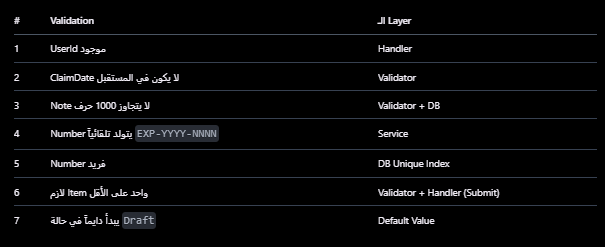 # Validation الـ Layer
1 UserId موجود Handler
2 ClaimDate لا يكون في المستقبل Validator
3 Note لا يتجاوز 1000 حرف Validator + DB
4 Number يتولد تلقائياً EXP-YYYY-NNNN Service
5 Number فريد DB Unique Index
6 واحد على الأقل Item لازم Validator + Handler (Submit)
7 يبدأ دايماً في حالة Draft Default Value